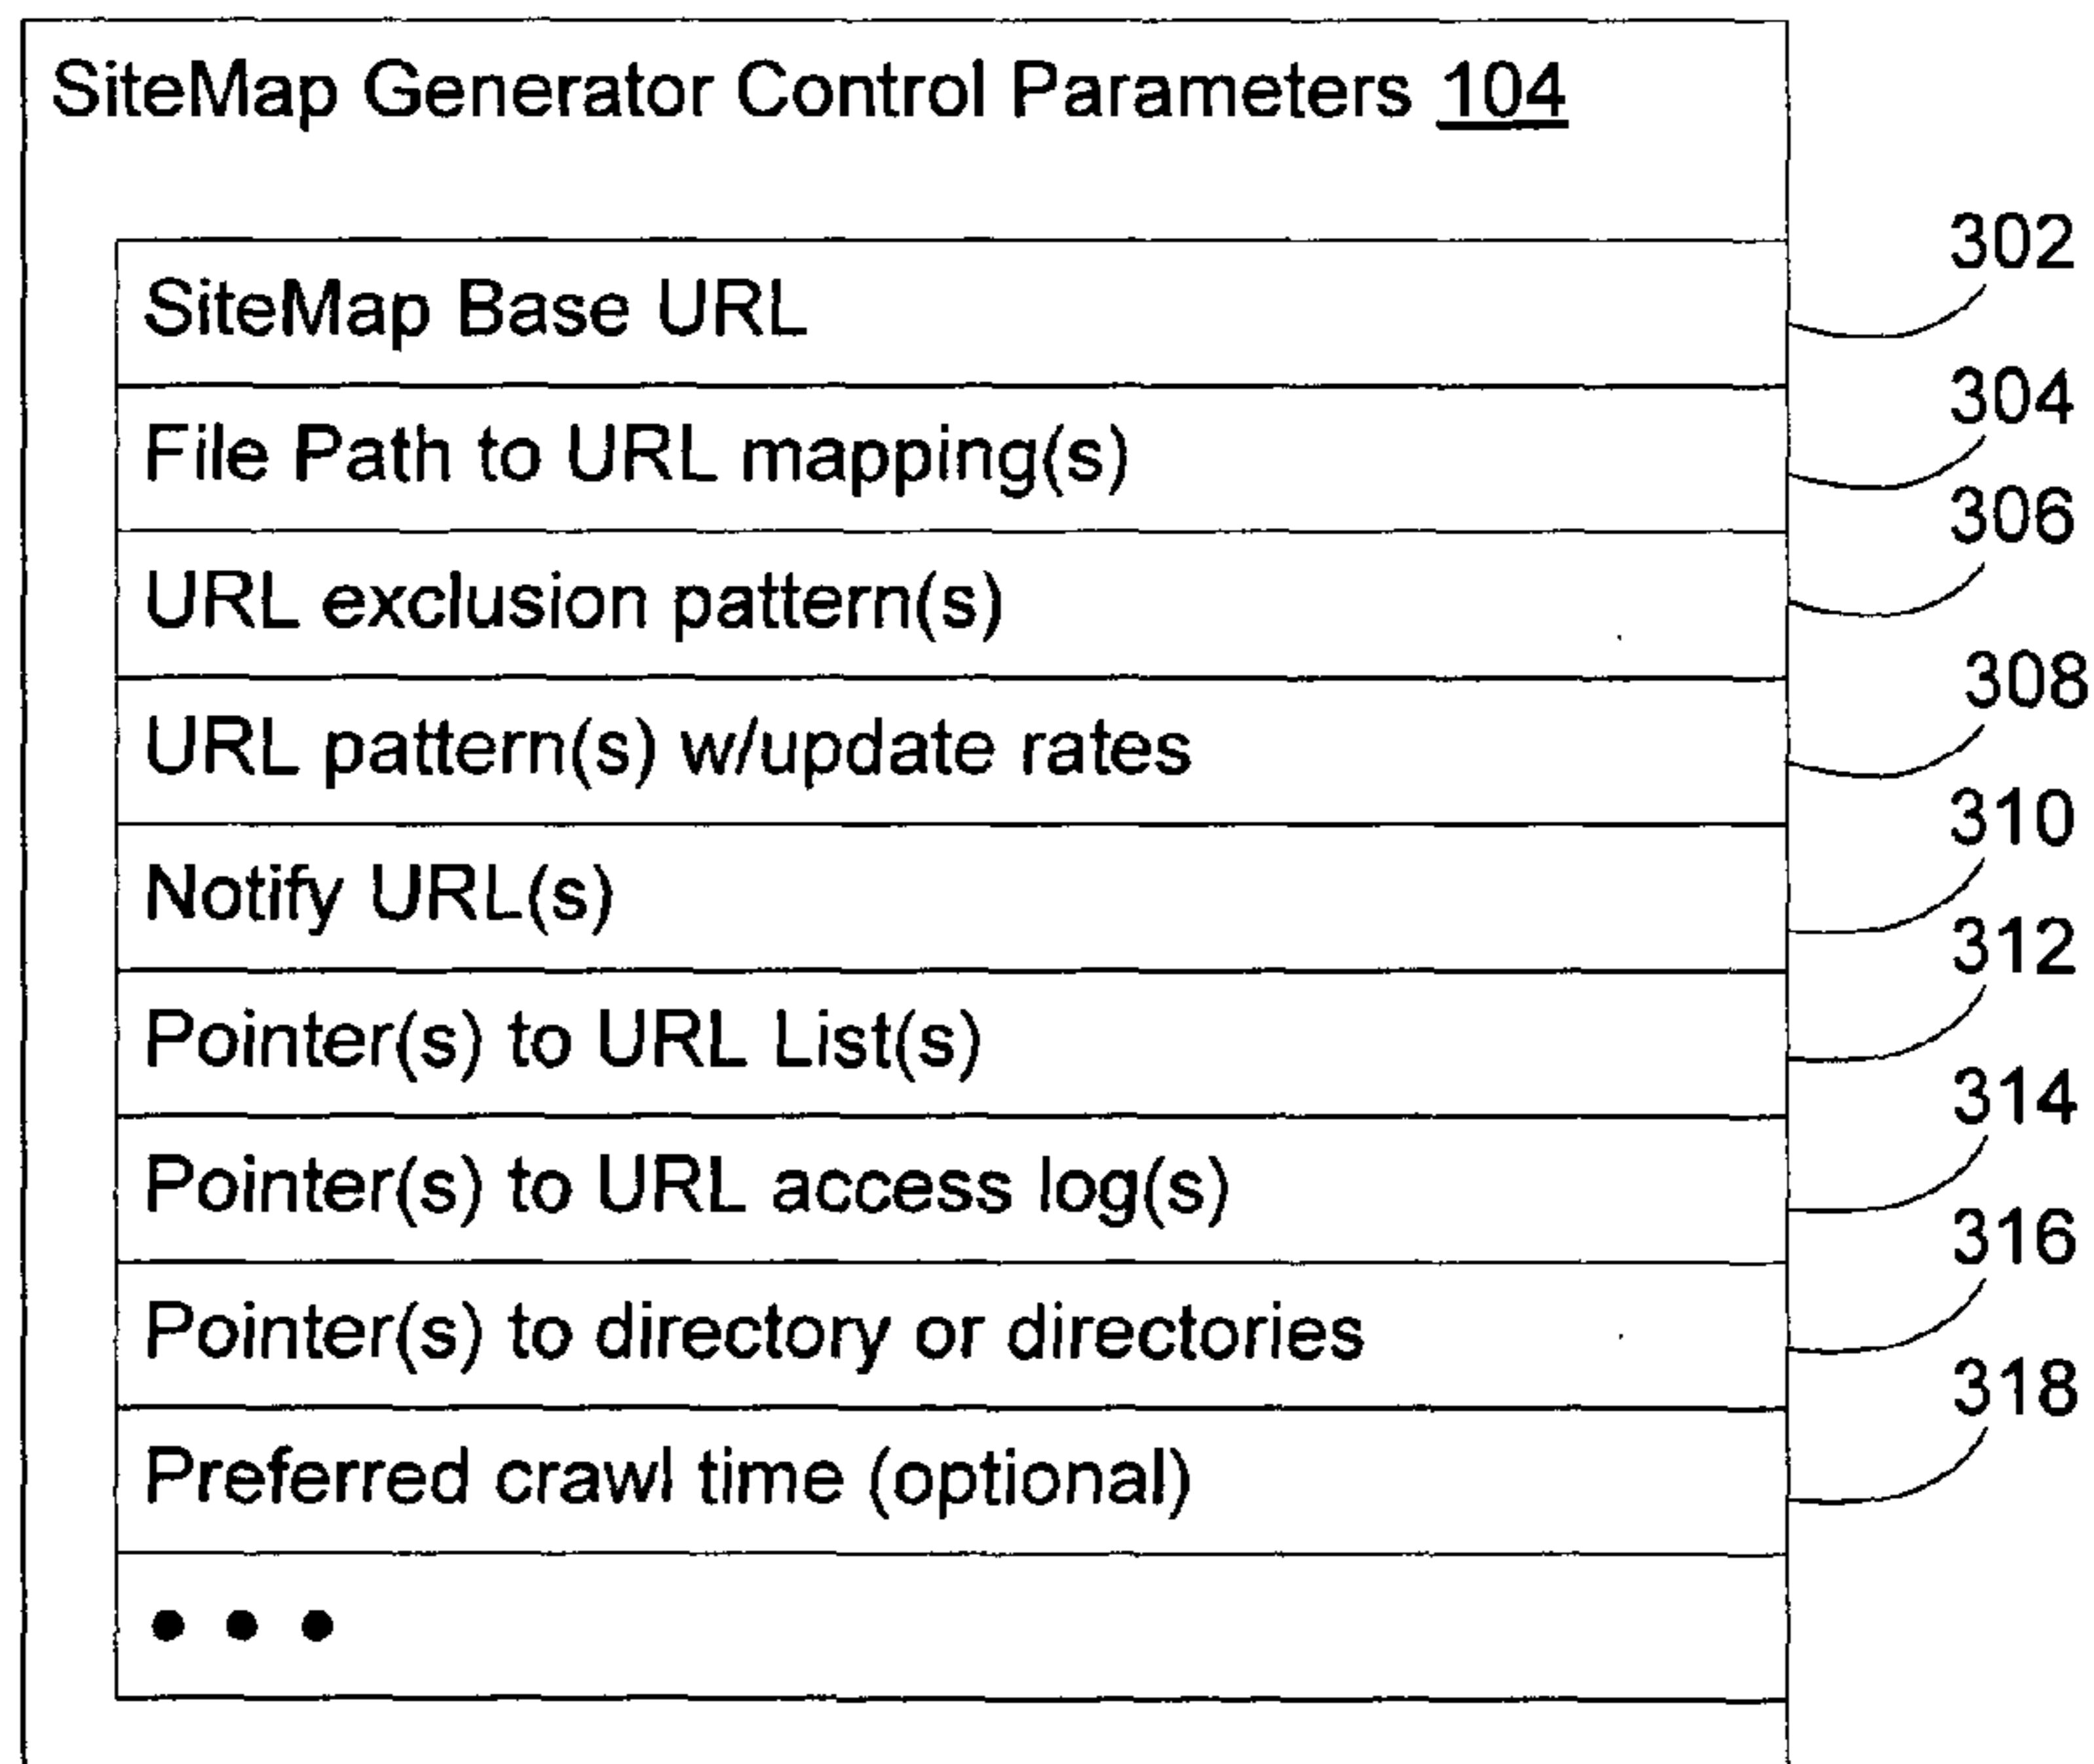 SiteMap Generator Control Parameters 104
302
SiteMap Base URL
304
File Path to URL mapping(s)
306
URL exclusion pattern(s)
308
URL pattern(s) w/update rates
310
Notify URL(s)
312
Pointer(s) to URL List(s)
314
Pointer(s) to URL access log(s)
316
Pointer(s) to directory or directories
318
Preferred crawl time (optional)
● ● ●